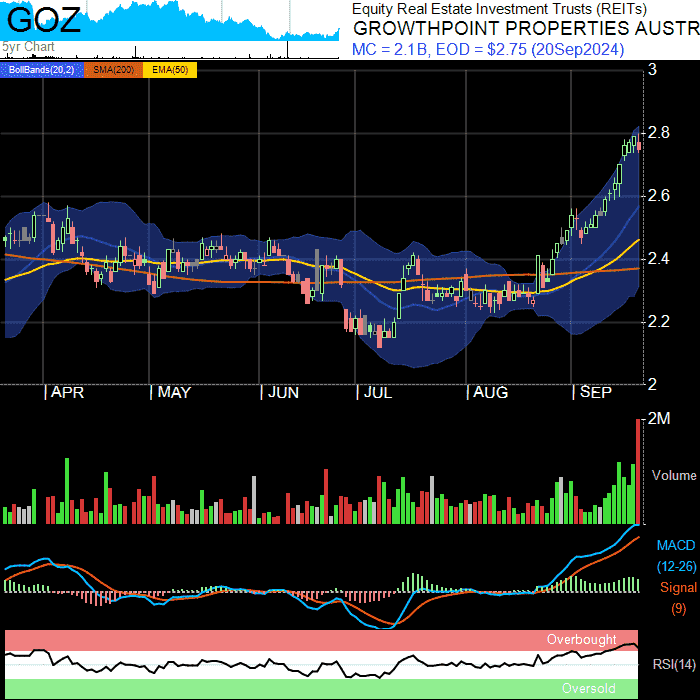 GOZ
5yr Chart
Equity Real Estate Investment Trusts (REITs)
GROWTHPOINT PROPERTIES AUSTR
MC = 2.1B, EOD = $2.75 (20Sep2024)
BollBands(20,2) SMA(200) EMA(50)
3
2.8
2.6
2.4
2.2
2
APR MAY JUN JUL AUG SEP
2M
Volume
MACD
(12-26)
Signal
(9)
Overbought
RSI(14)
Oversold